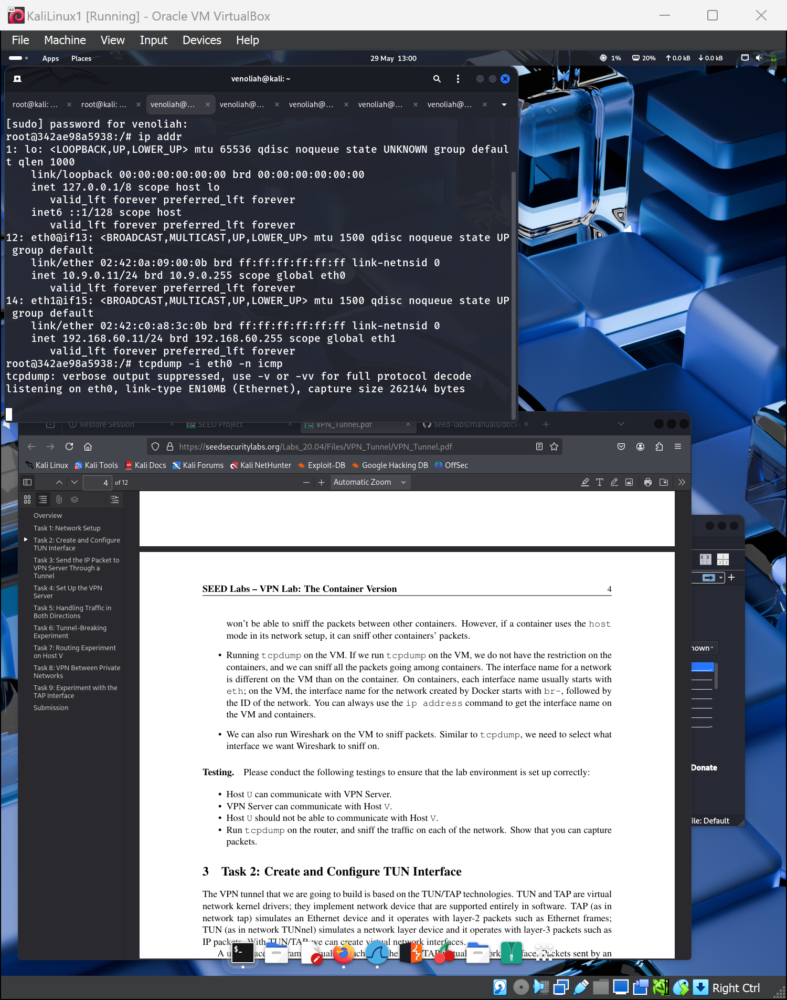 KaliLinux1 [Running] - Oracle VM VirtualBox
File Machine View Input Devices Help
Apps Places 29 May 13:00 1% 20% 0.0 kB 0.0 kB
venoliah@kali: ~
root@kali: ... root@kali: ... venoliah@... venoliah@... venoliah@... venoliah@... venoliah@...
[sudo] password for venoliah:
root@342ae98a5938:/# ip addr
1: lo: <LOOPBACK,UP,LOWER_UP> mtu 65536 qdisc noqueue state UNKNOWN group defaul
t qlen 1000
link/loopback 00:00:00:00:00:00 brd 00:00:00:00:00:00
inet 127.0.0.1/8 scope host lo
valid_lft forever preferred_lft forever
inet6 ::1/128 scope host
valid_lft forever preferred_lft forever
12: eth0@if13: <BROADCAST,MULTICAST,UP,LOWER_UP> mtu 1500 qdisc noqueue state UP
group default
link/ether 02:42:0a:09:00:0b brd ff:ff:ff:ff:ff:ff link-netnsid 0
inet 10.9.0.11/24 brd 10.9.0.255 scope global eth0
valid_lft forever preferred_lft forever
14: eth1@if15: <BROADCAST,MULTICAST,UP,LOWER_UP> mtu 1500 qdisc noqueue state UP
group default
link/ether 02:42:c0:a8:3c:0b brd ff:ff:ff:ff:ff:ff link-netnsid 0
inet 192.168.60.11/24 brd 192.168.60.255 scope global eth1
valid_lft forever preferred_lft forever
root@342ae98a5938:/# tcpdump -i eth0 -n icmp
tcpdump: verbose output suppressed, use -v or -vv for full protocol decode
listening on eth0, link-type EN10MB (Ethernet), capture size 262144 bytes
Restore Session SEED Project VPN_Tunnel.pdf seed-labs/manuals/docke
https://seedsecuritylabs.org/Labs_20.04/Files/VPN_Tunnel/VPN_Tunnel.pdf
Kali Linux Kali Tools Kali Docs Kali Forums Kali NetHunter Exploit-DB Google Hacking DB OffSec
4 of 12 Automatic Zoom
Overview
Task 1: Network Setup
Task 2: Create and Configure
TUN Interface
Task 3: Send the IP Packet to
VPN Server Through a
Tunnel
Task 4: Set Up the VPN
Server
Task 5: Handling Traffic in
Both Directions
Task 6: Tunnel-Breaking
Experiment
Task 7: Routing Experiment
on Host V
Task 8: VPN Between Private
Networks
Task 9: Experiment with the
TAP Interface
Submission
SEED Labs – VPN Lab: The Container Version 4
won't be able to sniff the packets between other containers. However, if a container uses the host
mode in its network setup, it can sniff other containers' packets.
• Running tcpdump on the VM. If we run tcpdump on the VM, we do not have the restriction on the
containers, and we can sniff all the packets going among containers. The interface name for a network
is different on the VM than on the container. On containers, each interface name usually starts with
eth; on the VM, the interface name for the network created by Docker starts with br-, followed by
the ID of the network. You can always use the ip address command to get the interface name on
the VM and containers.
• We can also run Wireshark on the VM to sniff packets. Similar to tcpdump, we need to select what
interface we want Wireshark to sniff on.
Testing. Please conduct the following testings to ensure that the lab environment is set up correctly:
• Host U can communicate with VPN Server.
• VPN Server can communicate with Host V.
• Host U should not be able to communicate with Host V.
• Run tcpdump on the router, and sniff the traffic on each of the network. Show that you can capture
packets.
3 Task 2: Create and Configure TUN Interface
The VPN tunnel that we are going to build is based on the TUN/TAP technologies. TUN and TAP are virtual
network kernel drivers; they implement network device that are supported entirely in software. TAP (as in
network tap) simulates an Ethernet device and it operates with layer-2 packets such as Ethernet frames;
TUN (as in network TUNnel) simulates a network layer device and it operates with layer-3 packets such as
IP packets. With TUN/TAP, we can create virtual network interfaces.
sent by an
nown
Donate
ile: Default
Right Ctrl